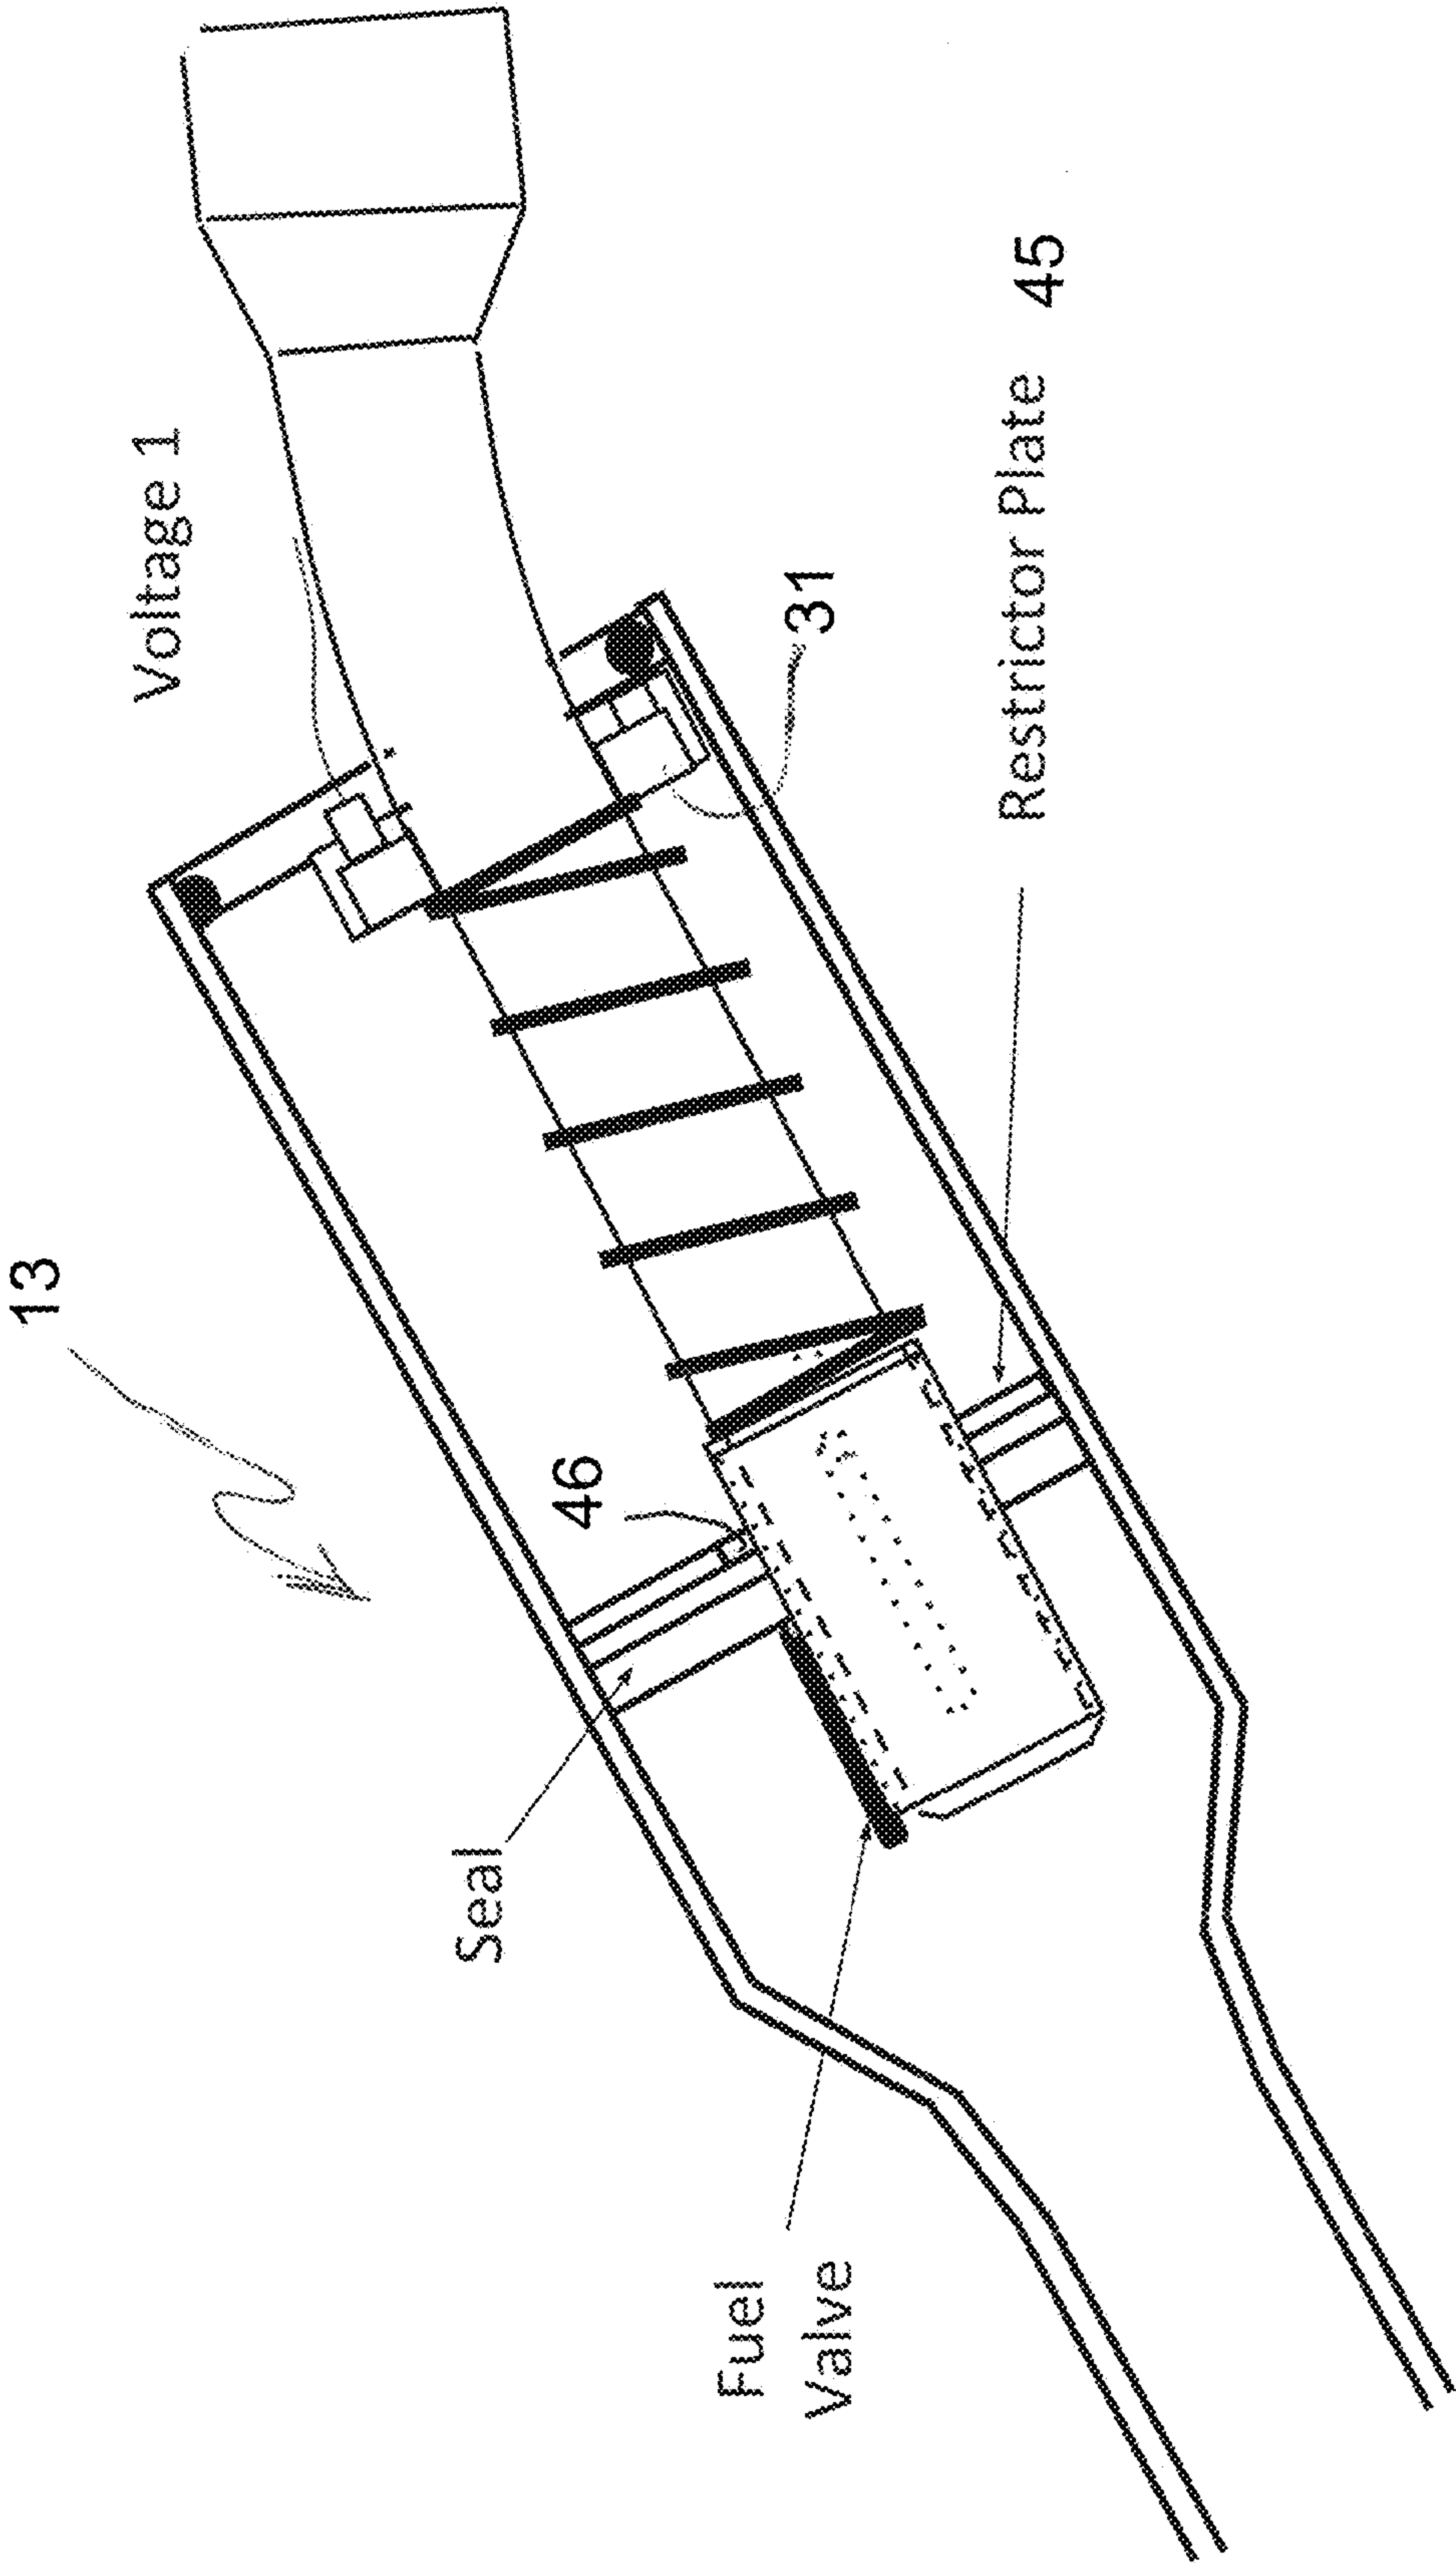 13
Voltage 1
46
31
Seal
Restrictor Plate 45
Fuel
Valve